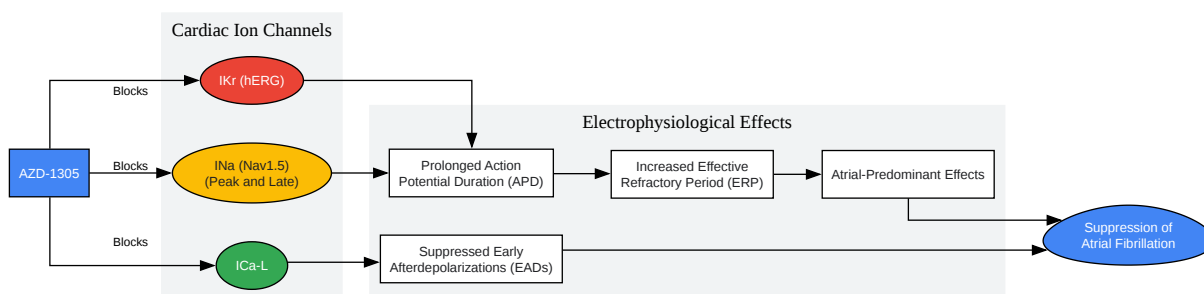 Cardiac Ion Channels
IKr (hERG)
Blocks
Electrophysiological Effects
AZD-1305
Blocks
INa (Nav1.5)
(Peak and Late)
Prolonged Action
Potential Duration (APD)
Increased Effective
Refractory Period (ERP)
Atrial-Predominant Effects
Blocks
ICa-L
Suppressed Early
Afterdepolarizations (EADs)
Suppression of
Atrial Fibrillation